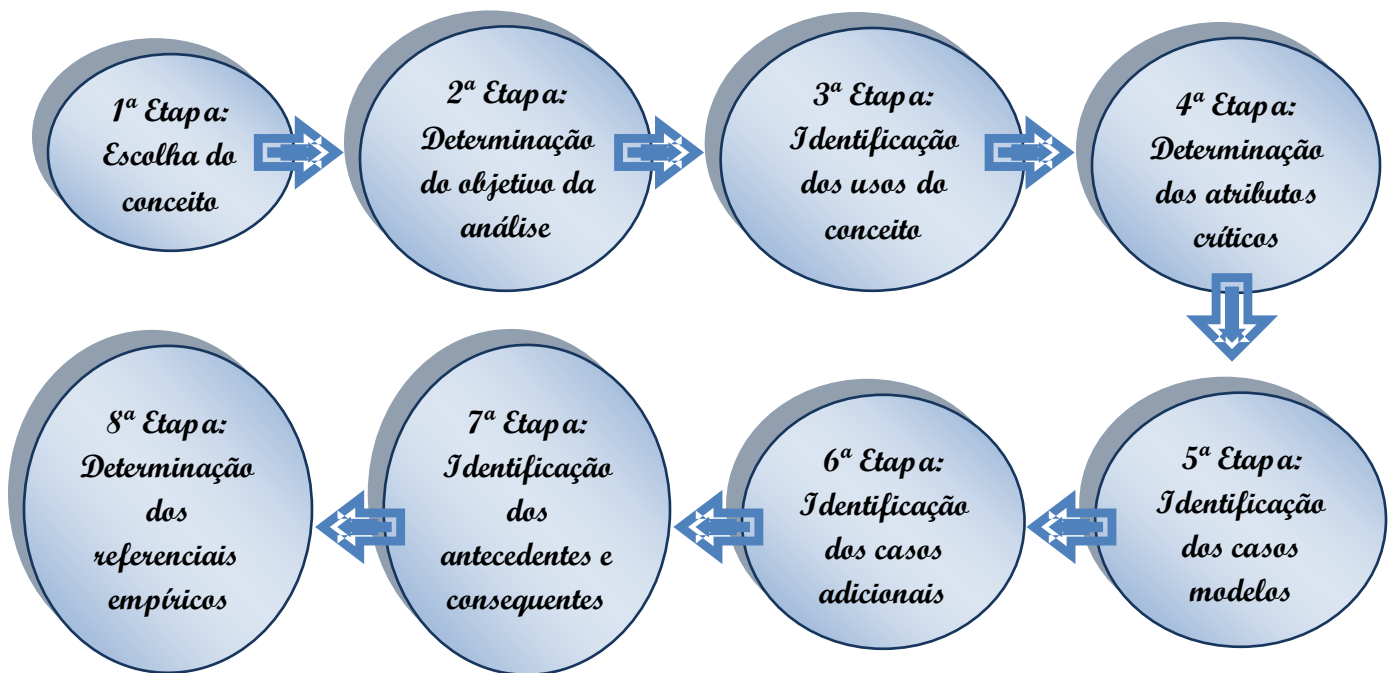 1ª Etapa:
Escolha do
conceito
2ª Etapa:
Determinação
do objetivo da
análise
3ª Etapa:
Identificação
dos usos do
conceito
4ª Etapa:
Determinação
dos atributos
críticos
5ª Etapa:
Identificação
dos casos
modelos
6ª Etapa:
Identificação
dos casos
adicionais
7ª Etapa:
Identificação
dos
antecedentes e
consequentes
8ª Etapa:
Determinação
dos
referenciais
empíricos